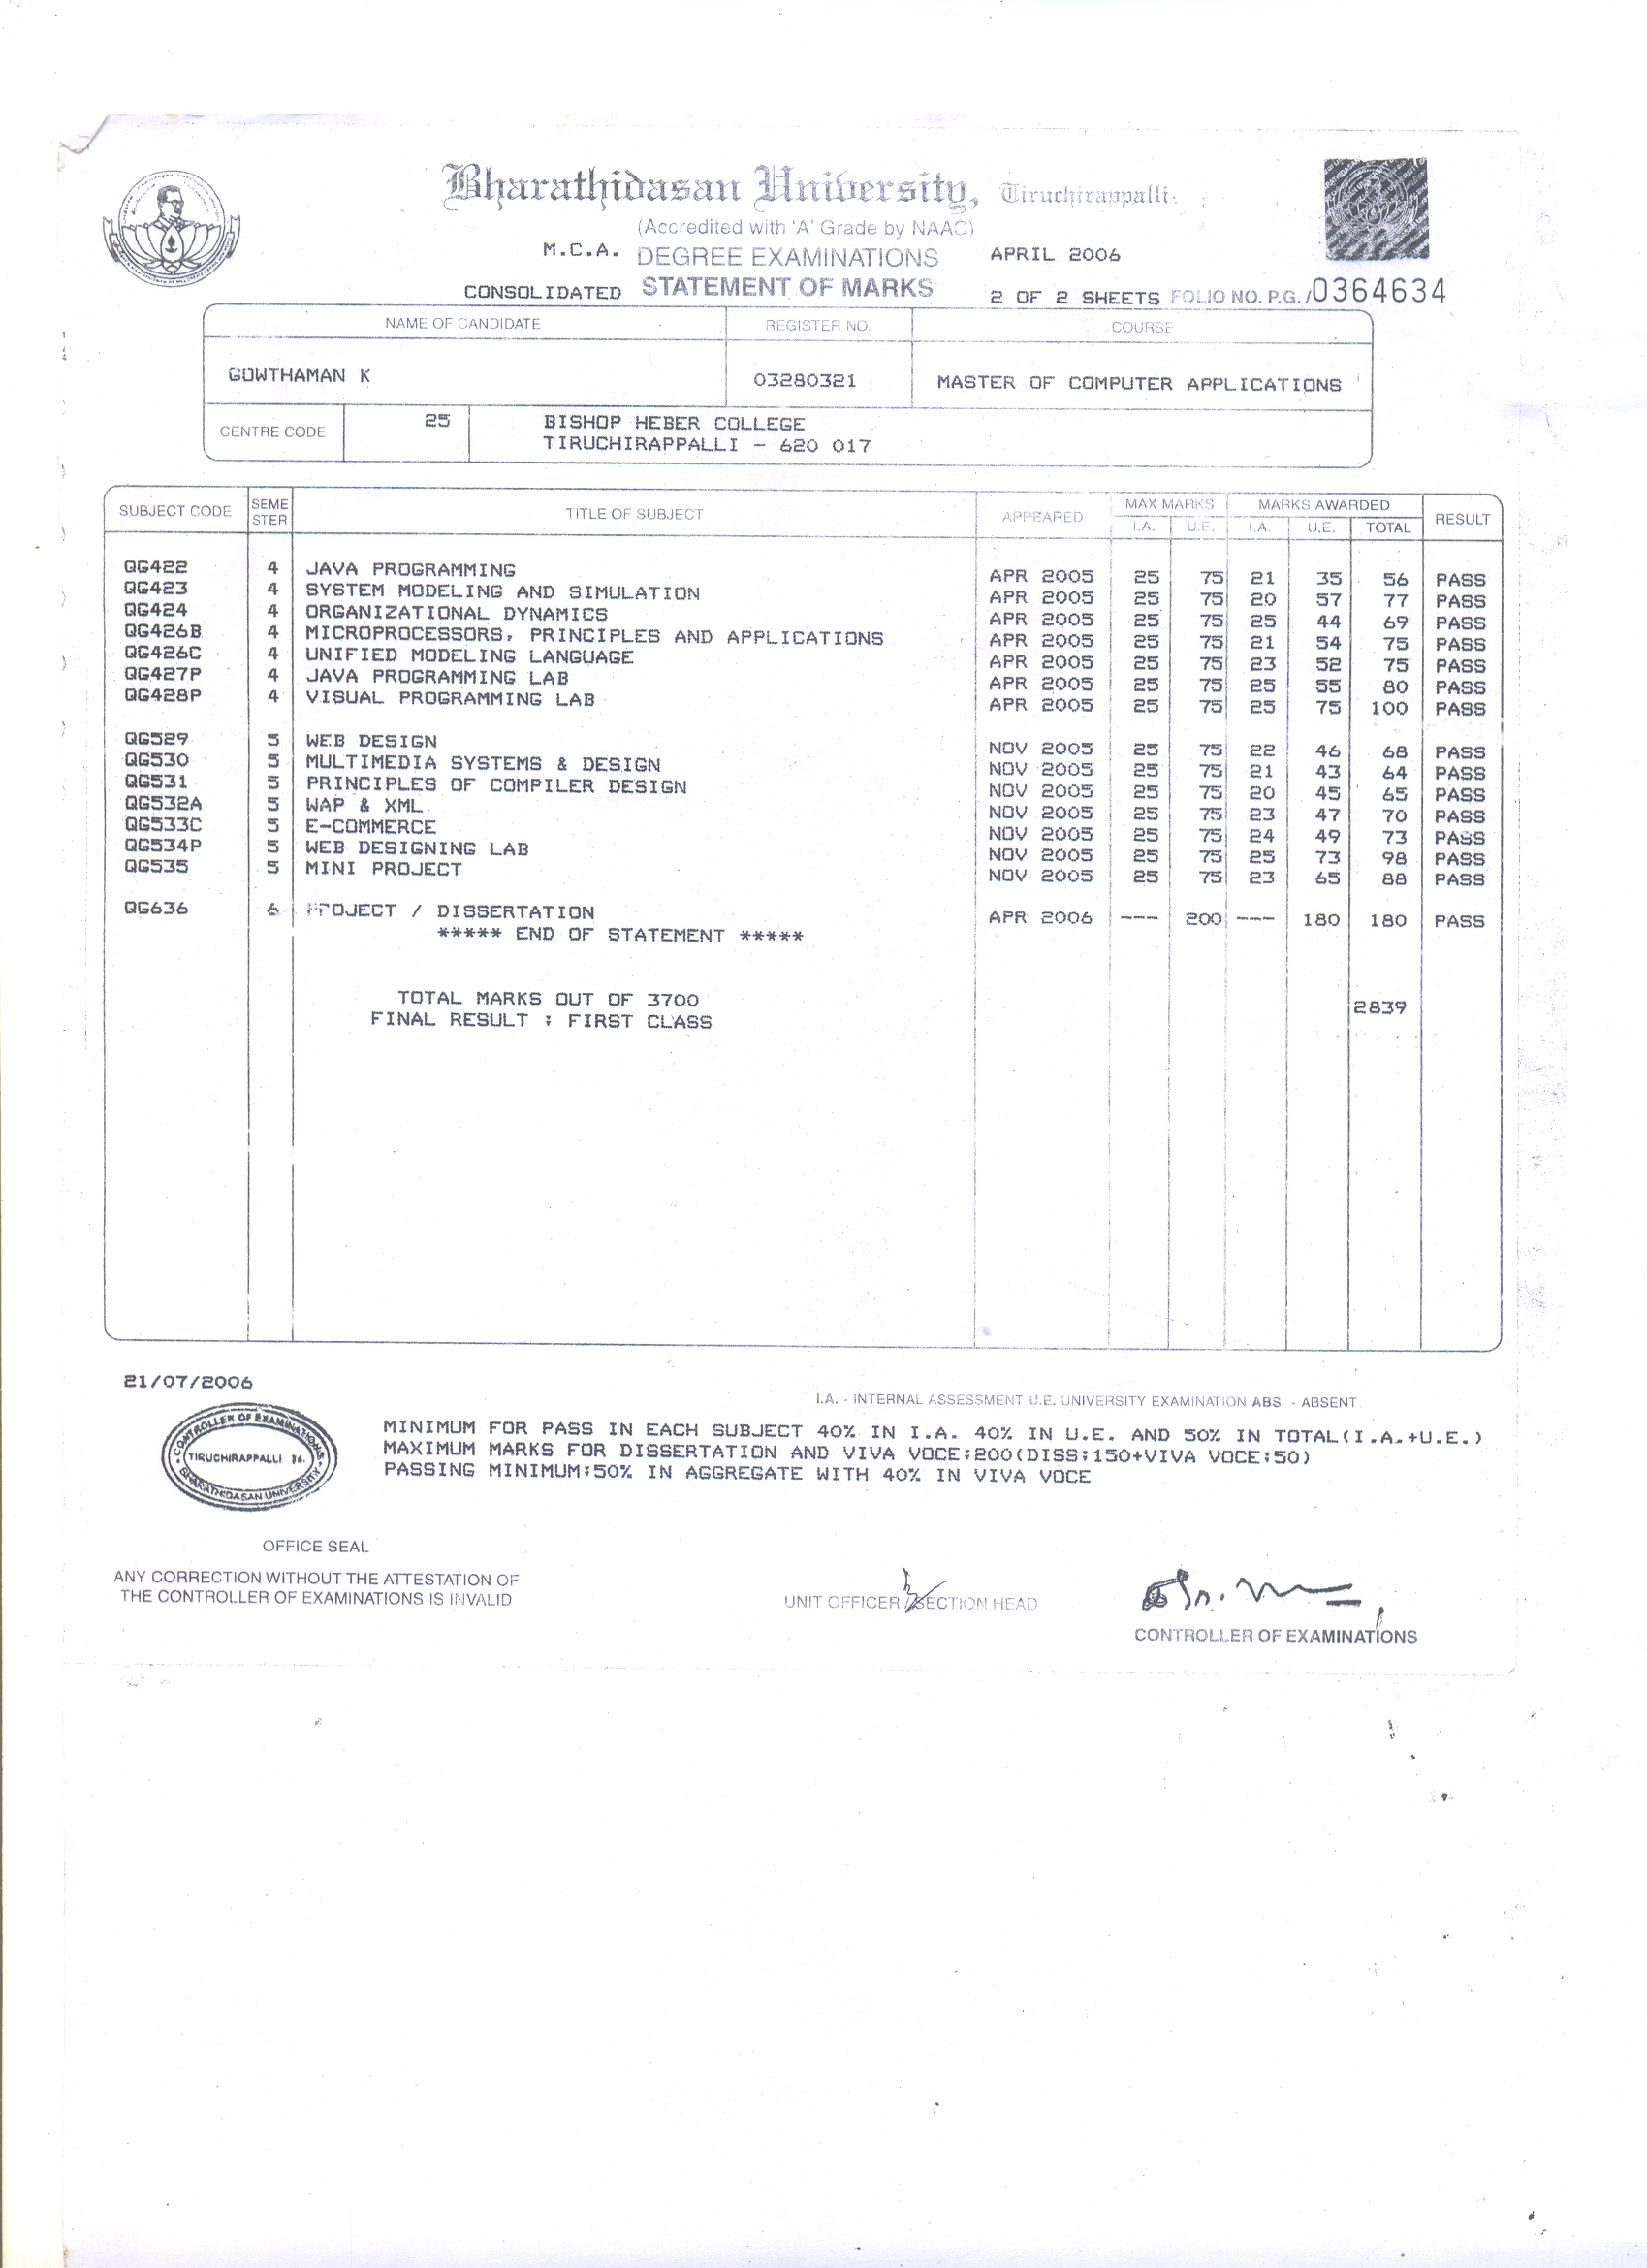 Bharathidasan University, Tiruchirappalli.
(Accredited with 'A' Grade by NAAC)
M.C.A. DEGREE EXAMINATIONS APRIL 2006
CONSOLIDATED STATEMENT OF MARKS 2 OF 2 SHEETS FOLIO NO. P.G./0364634
NAME OF CANDIDATE REGISTER NO. COURSE
GOWTHAMAN K 03280321 MASTER OF COMPUTER APPLICATIONS
CENTRE CODE 25 BISHOP HEBER COLLEGE
TIRUCHIRAPPALLI - 620 017
SUBJECT CODE SEMESTER TITLE OF SUBJECT APPEARED MAX MARKS MARKS AWARDED RESULT
I.A. U.E. I.A. U.E. TOTAL
QG422 4 JAVA PROGRAMMING APR 2005 25 75 21 35 56 PASS
QG423 4 SYSTEM MODELING AND SIMULATION APR 2005 25 75 20 57 77 PASS
QG424 4 ORGANIZATIONAL DYNAMICS APR 2005 25 75 25 44 69 PASS
QG426B 4 MICROPROCESSORS, PRINCIPLES AND APPLICATIONS APR 2005 25 75 21 54 75 PASS
QG426C 4 UNIFIED MODELING LANGUAGE APR 2005 25 75 23 52 75 PASS
QG427P 4 JAVA PROGRAMMING LAB APR 2005 25 75 25 55 80 PASS
QG428P 4 VISUAL PROGRAMMING LAB APR 2005 25 75 25 75 100 PASS
QG529 5 WEB DESIGN NOV 2005 25 75 22 46 68 PASS
QG530 5 MULTIMEDIA SYSTEMS & DESIGN NOV 2005 25 75 21 43 64 PASS
QG531 5 PRINCIPLES OF COMPILER DESIGN NOV 2005 25 75 20 45 65 PASS
QG532A 5 WAP & XML NOV 2005 25 75 23 47 70 PASS
QG533C 5 E-COMMERCE NOV 2005 25 75 24 49 73 PASS
QG534P 5 WEB DESIGNING LAB NOV 2005 25 75 25 73 98 PASS
QG535 5 MINI PROJECT NOV 2005 25 75 23 65 88 PASS
QG636 6 PROJECT / DISSERTATION APR 2006 --- 200 --- 180 180 PASS
***** END OF STATEMENT *****
TOTAL MARKS OUT OF 3700 2839
FINAL RESULT : FIRST CLASS
21/07/2006
I.A. - INTERNAL ASSESSMENT U.E. UNIVERSITY EXAMINATION ABS - ABSENT
CONTROLLER OF EXAMINATIONS
TIRUCHIRAPPALLI 24.
BHARATHIDASAN UNIVERSITY
MINIMUM FOR PASS IN EACH SUBJECT 40% IN I.A. 40% IN U.E. AND 50% IN TOTAL(I.A.+U.E.)
MAXIMUM MARKS FOR DISSERTATION AND VIVA VOCE:200(DISS:150+VIVA VOCE:50)
PASSING MINIMUM:50% IN AGGREGATE WITH 40% IN VIVA VOCE
OFFICE SEAL
ANY CORRECTION WITHOUT THE ATTESTATION OF
THE CONTROLLER OF EXAMINATIONS IS INVALID
UNIT OFFICER / SECTION HEAD
CONTROLLER OF EXAMINATIONS